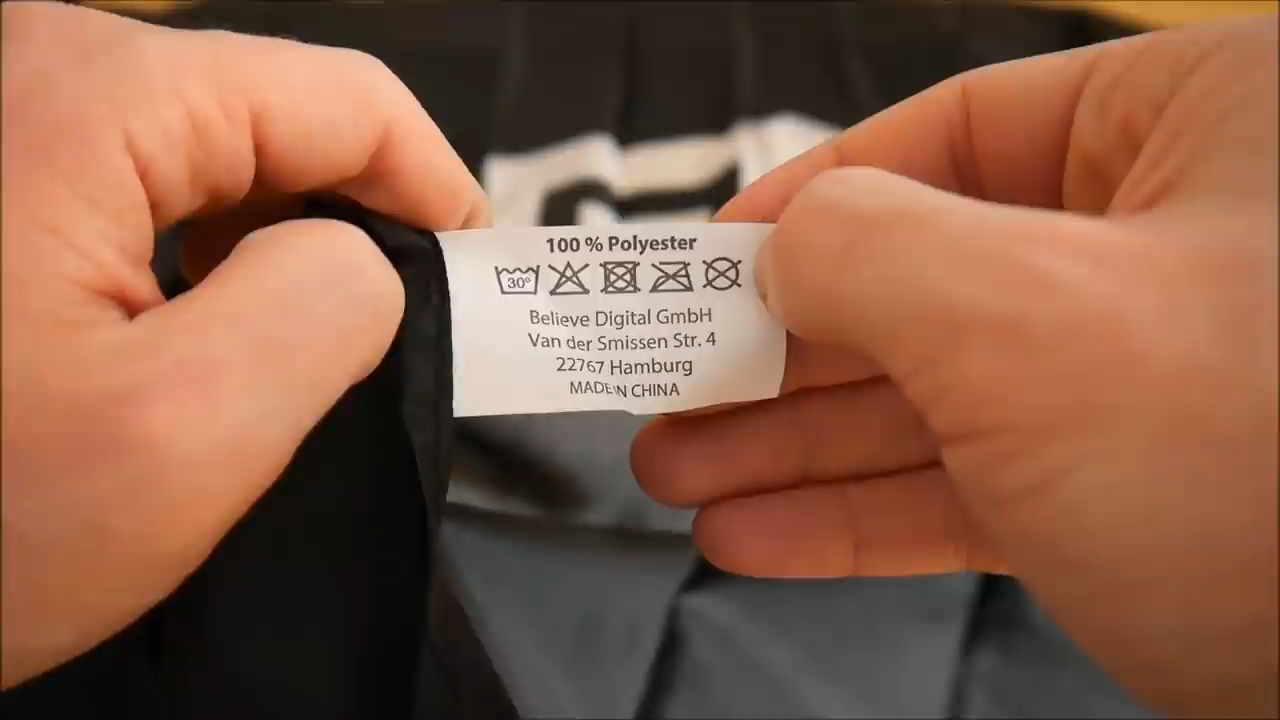 100 % Polyester
30°
Believe Digital GmbH
Van der Smissen Str. 4
22767 Hamburg
MADE IN CHINA